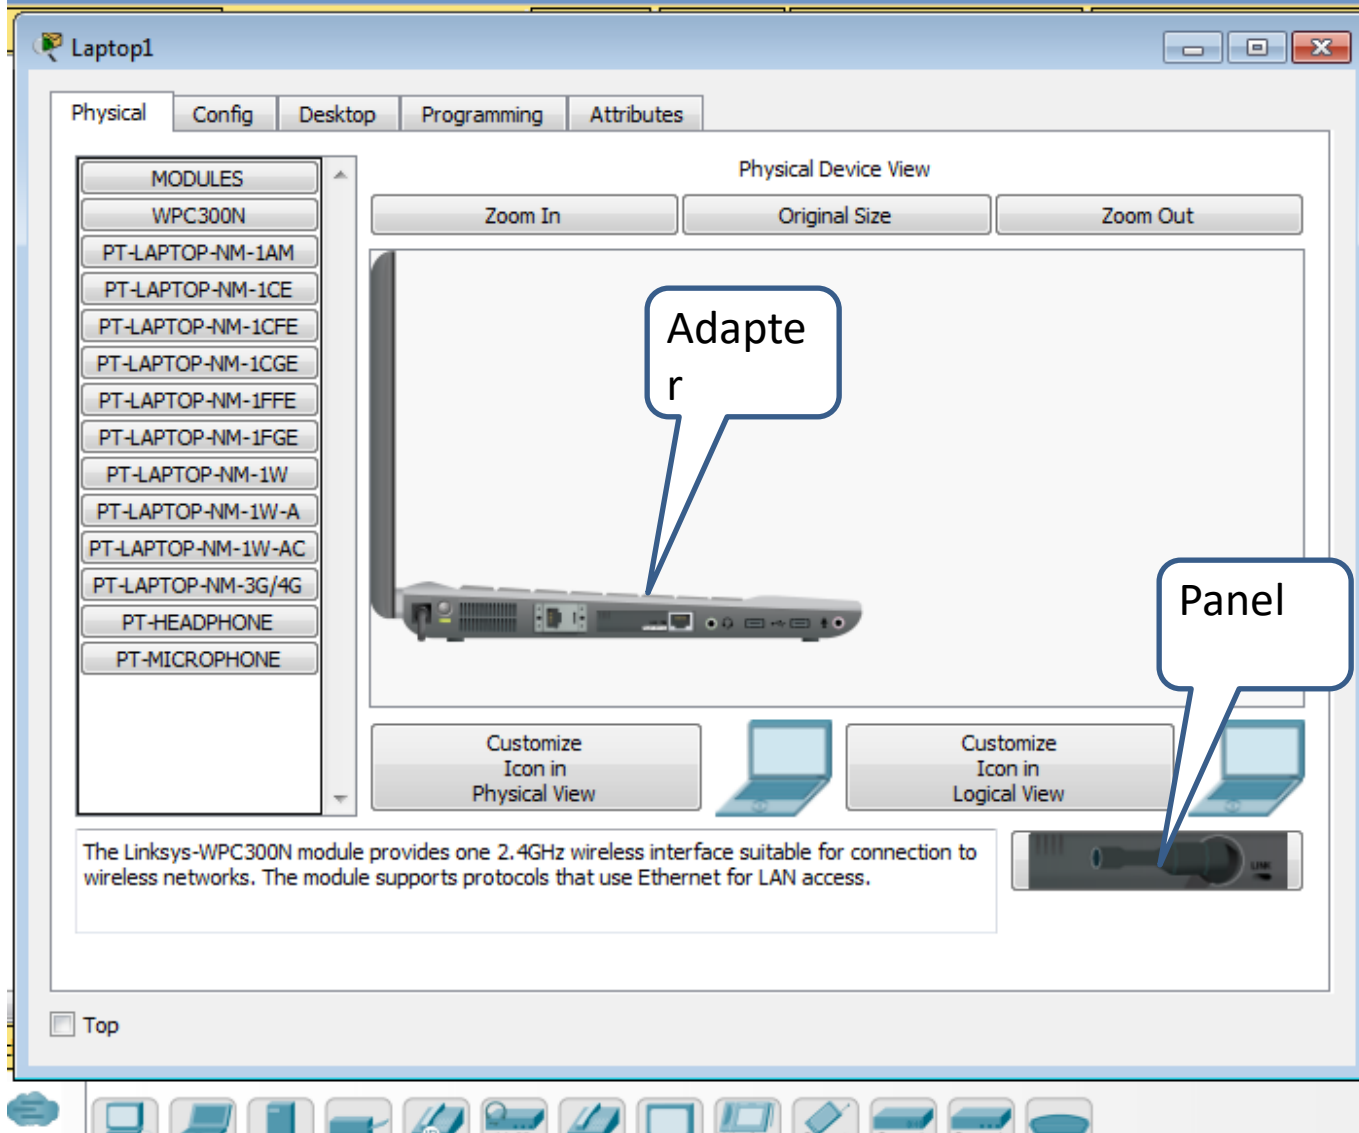 Laptop1
Physical Config Desktop Programming Attributes
MODULES
WPC300N
PT-LAPTOP-NM-1AM
PT-LAPTOP-NM-1CE
PT-LAPTOP-NM-1CFE
PT-LAPTOP-NM-1CGE
PT-LAPTOP-NM-1FFE
PT-LAPTOP-NM-1FGE
PT-LAPTOP-NM-1W
PT-LAPTOP-NM-1W-A
PT-LAPTOP-NM-1W-AC
PT-LAPTOP-NM-3G/4G
PT-HEADPHONE
PT-MICROPHONE
Physical Device View
Zoom In Original Size Zoom Out
Adapte
r
Panel
Customize
Icon in
Physical View
Customize
Icon in
Logical View
The Linksys-WPC300N module provides one 2.4GHz wireless interface suitable for connection to
wireless networks. The module supports protocols that use Ethernet for LAN access.
LINK
Top